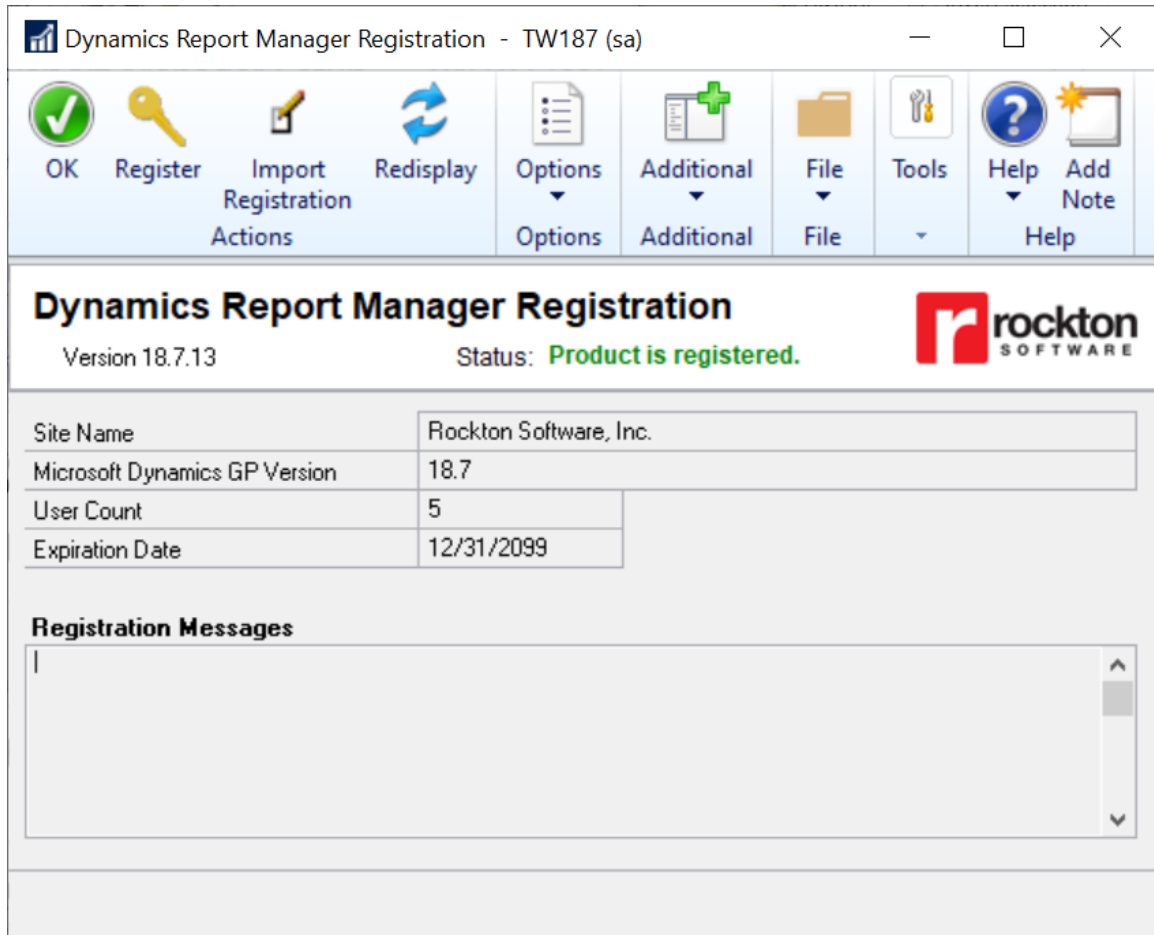 Dynamics Report Manager Registration - TW187 (sa)
OK Register Import Registration Redisplay Options Additional File Tools Help Add Note
Actions Options Additional File Help
Dynamics Report Manager Registration
Version 18.7.13 Status: Product is registered.
rockton
SOFTWARE
Site Name Rockton Software, Inc.
Microsoft Dynamics GP Version 18.7
User Count 5
Expiration Date 12/31/2099
Registration Messages